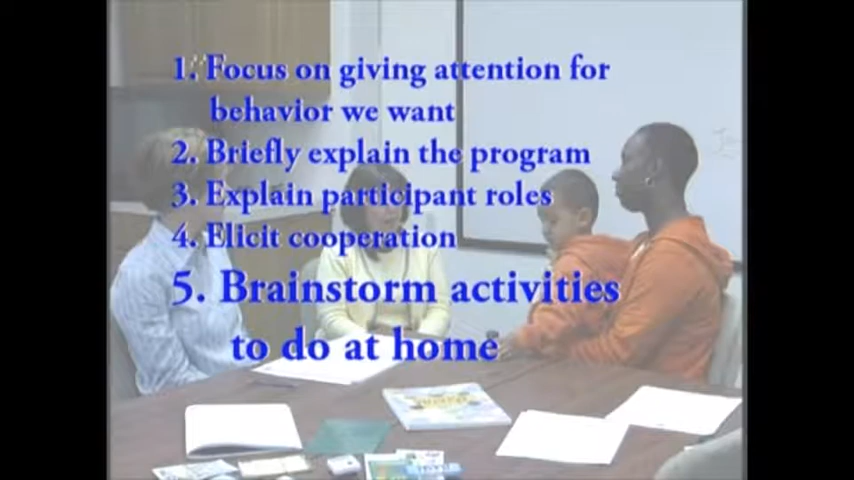 1. Focus on giving attention for
behavior we want
2. Briefly explain the program
3. Explain participant roles
4. Elicit cooperation
5. Brainstorm activities
to do at home